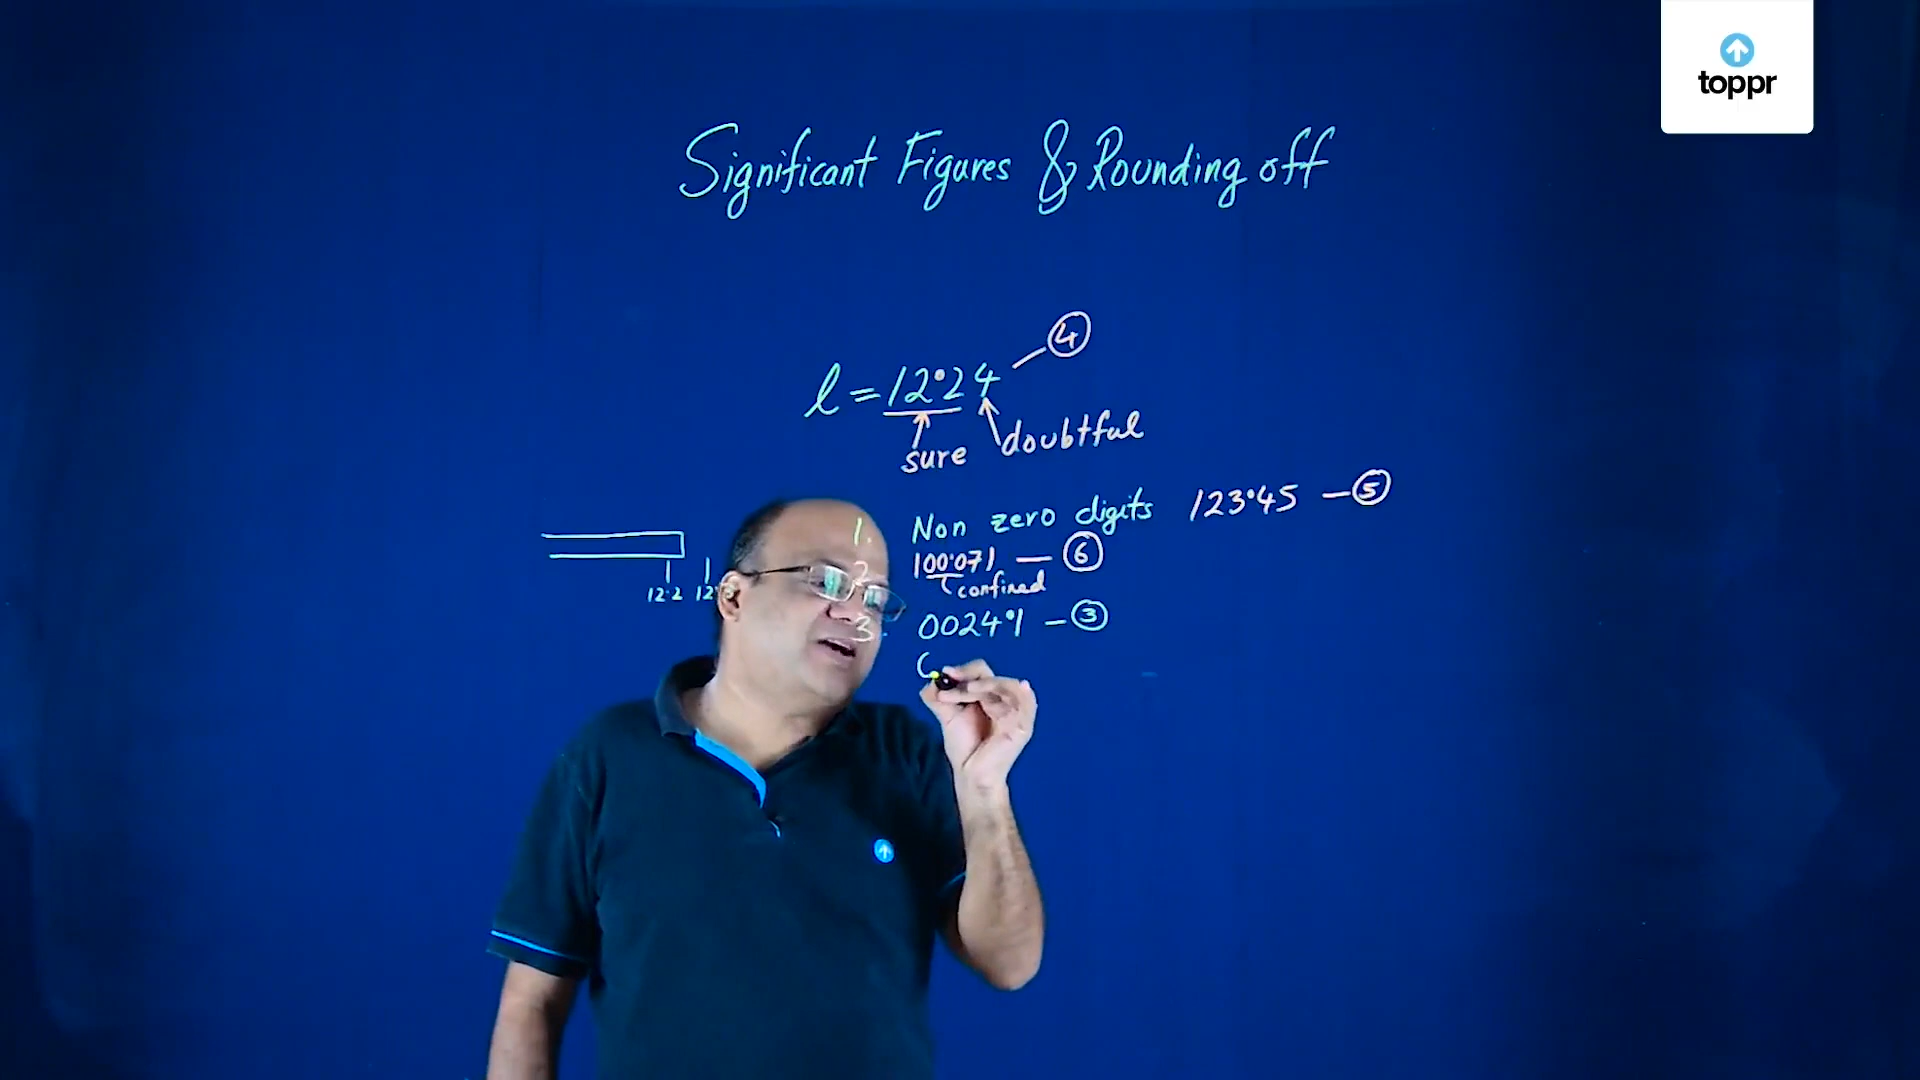 toppr
Significant Figures & Rounding off
l = 12.24 — 4
sure doubtful
1. Non zero digits 123.45 — 5
2. 100.071 — 6
confined
12.2 12
3. 0024.1 — 3